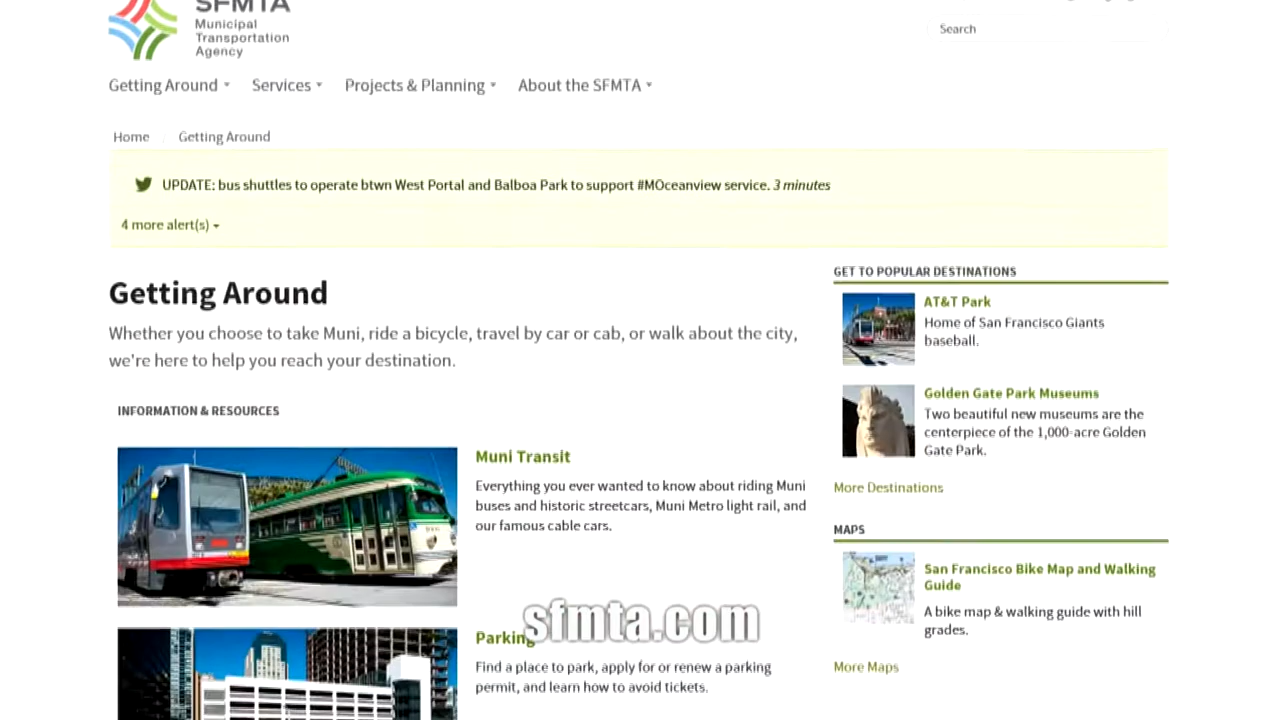 SFMTA
Municipal
Transportation
Agency
Search
Getting Around
Services
Projects & Planning
About the SFMTA
Home
Getting Around
UPDATE: bus shuttles to operate btwn West Portal and Balboa Park to support #MOceanview service. 3 minutes
4 more alert(s)
Getting Around
Whether you choose to take Muni, ride a bicycle, travel by car or cab, or walk about the city,
we're here to help you reach your destination.
INFORMATION & RESOURCES
Muni Transit
Everything you ever wanted to know about riding Muni
buses and historic streetcars, Muni Metro light rail, and
our famous cable cars.
Parking
Find a place to park, apply for or renew a parking
permit, and learn how to avoid tickets.
sfmta.com
GET TO POPULAR DESTINATIONS
AT&T Park
Home of San Francisco Giants
baseball.
Golden Gate Park Museums
Two beautiful new museums are the
centerpiece of the 1,000-acre Golden
Gate Park.
More Destinations
MAPS
San Francisco Bike Map and Walking
Guide
A bike map & walking guide with hill
grades.
More Maps